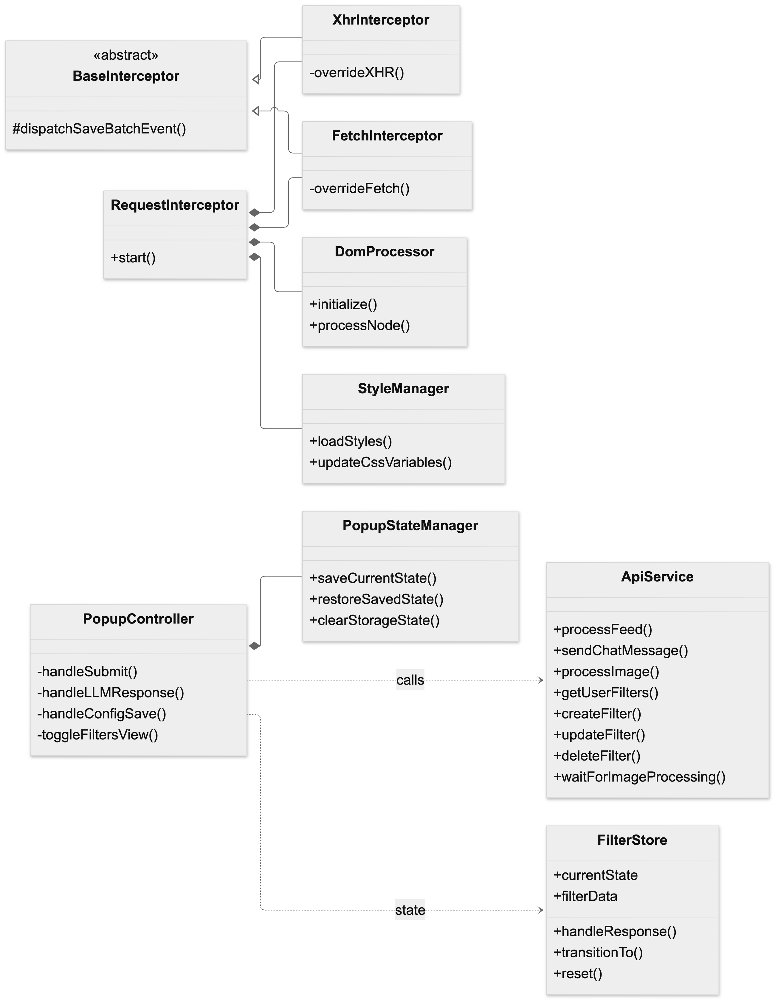 XhrInterceptor
-overrideXHR()
«abstract»
BaseInterceptor
#dispatchSaveBatchEvent()
FetchInterceptor
-overrideFetch()
RequestInterceptor
+start()
DomProcessor
+initialize()
+processNode()
StyleManager
+loadStyles()
+updateCssVariables()
PopupStateManager
+saveCurrentState()
+restoreSavedState()
+clearStorageState()
PopupController
-handleSubmit()
-handleLLMResponse()
-handleConfigSave()
-toggleFiltersView()
calls
ApiService
+processFeed()
+sendChatMessage()
+processImage()
+getUserFilters()
+createFilter()
+updateFilter()
+deleteFilter()
+waitForImageProcessing()
state
FilterStore
+currentState
+filterData
+handleResponse()
+transitionTo()
+reset()